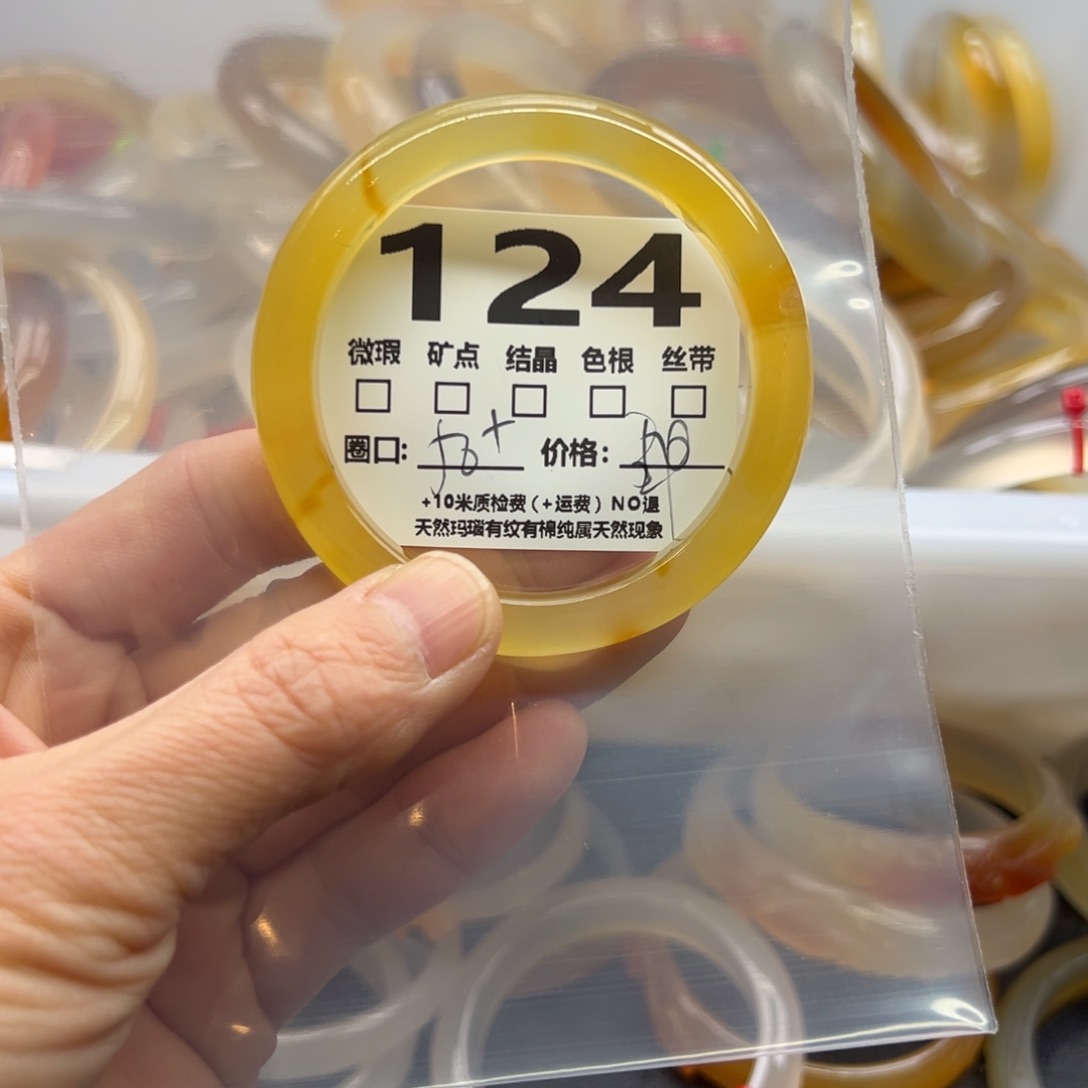 124
微瑕 矿点 结晶 色根 丝带
圈口: 56+ 价格:
+10米质检费(+运费)NO退
天然玛瑙有纹有棉纯属天然现象